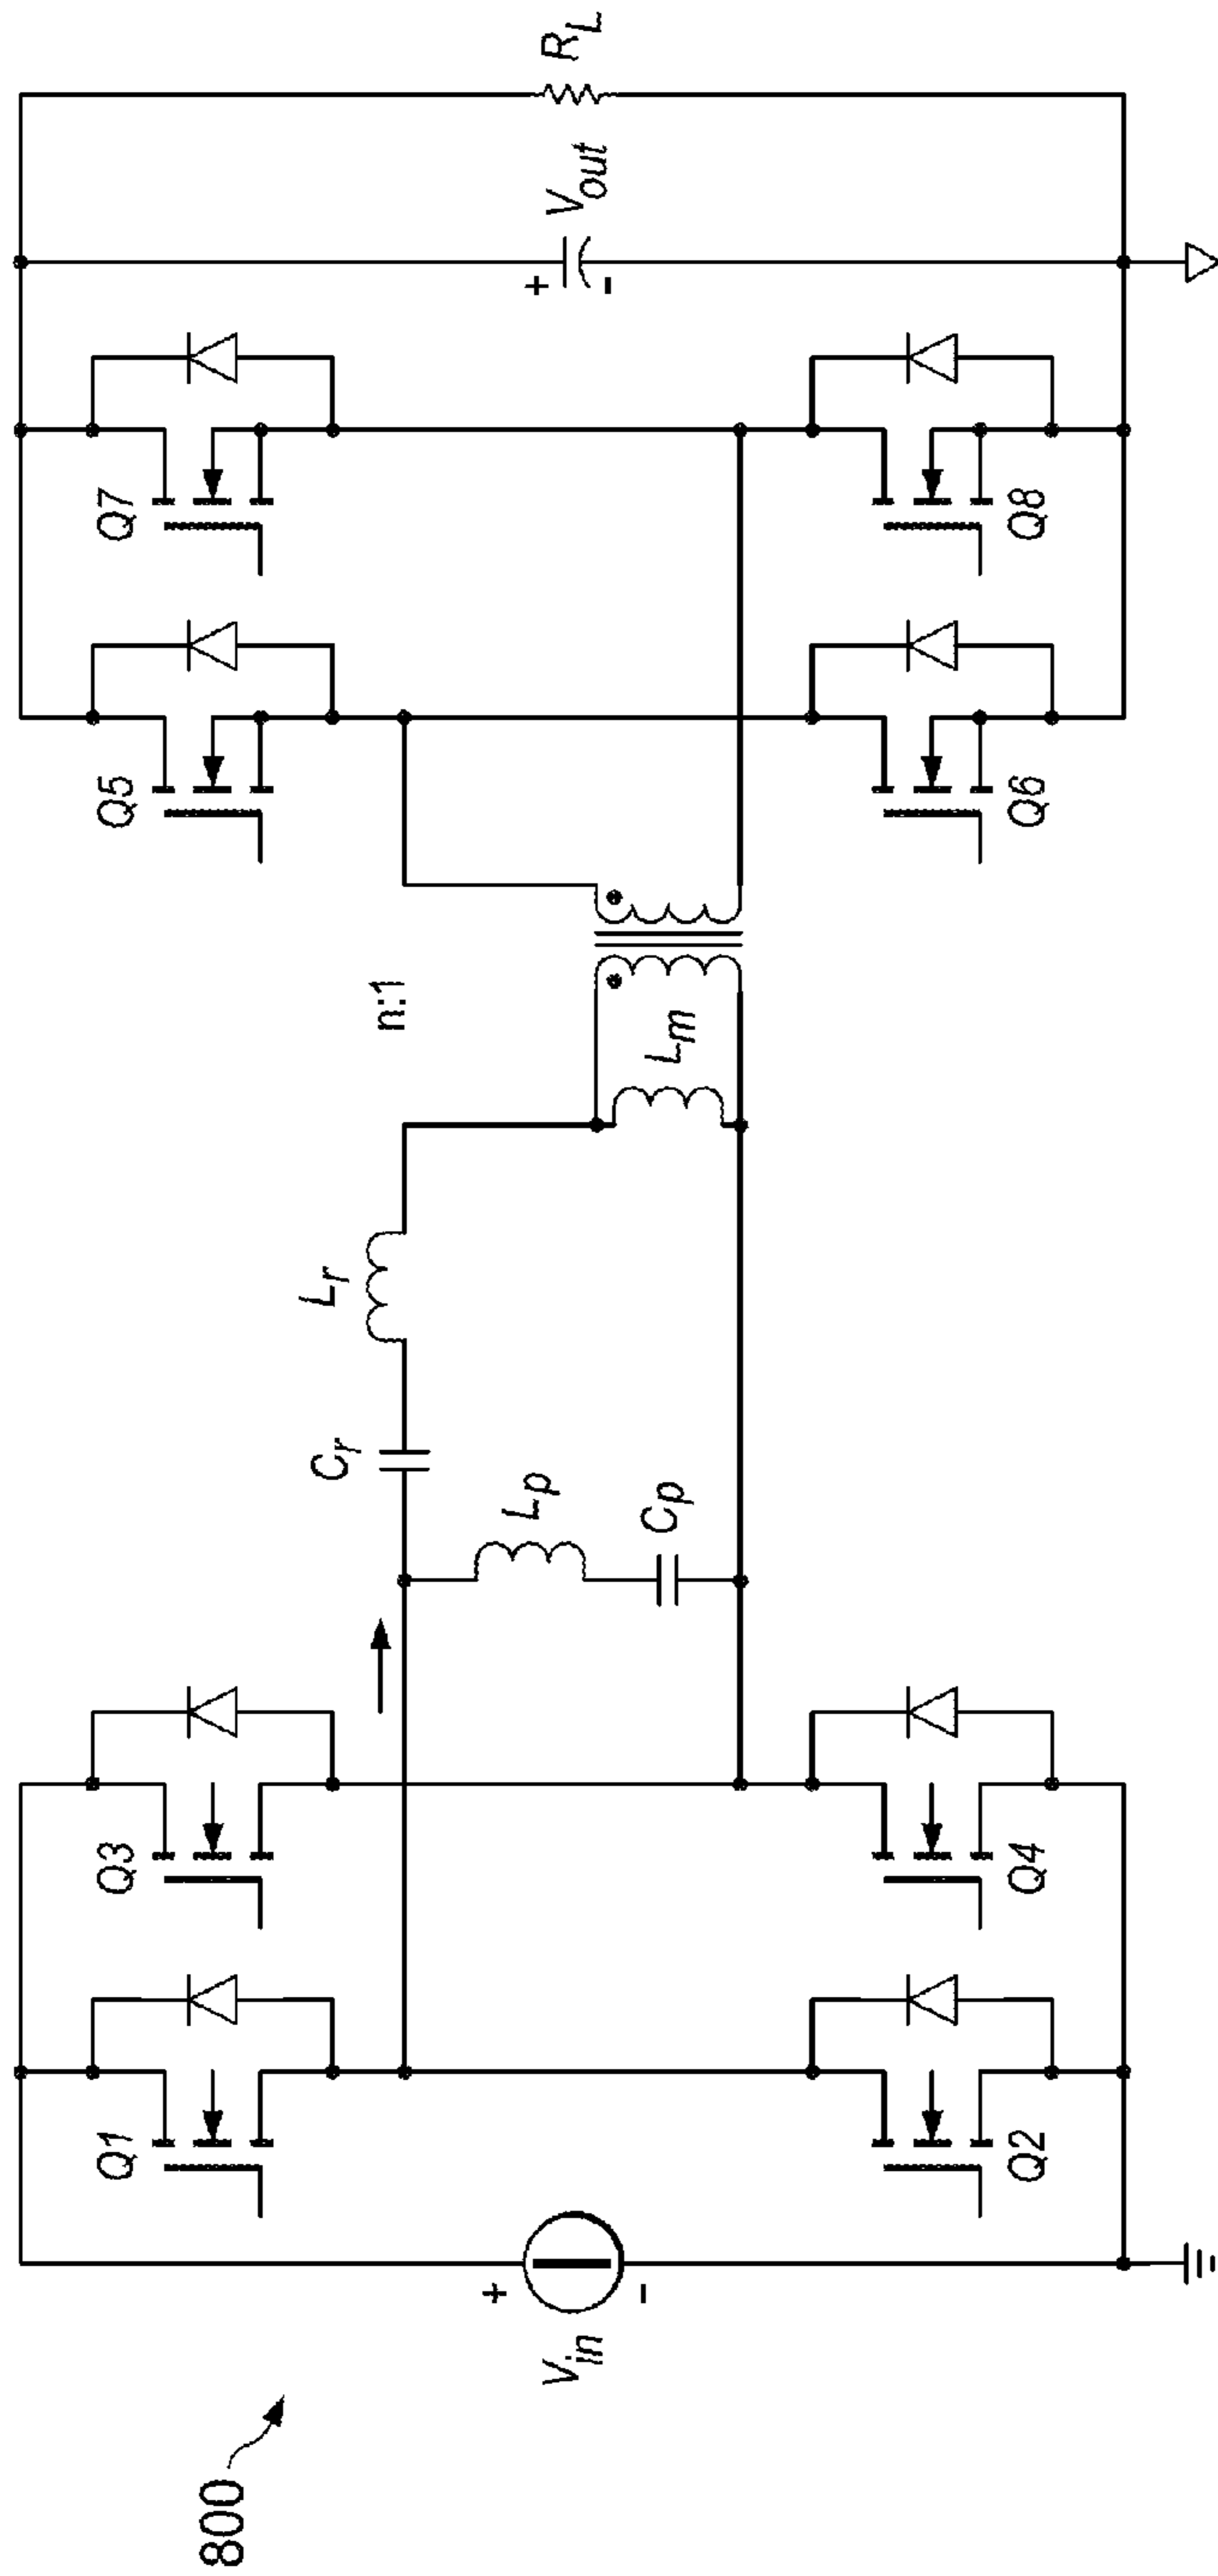 800
V_in
+
-
Q1
Q3
Q2
Q4
C_r
L_r
L_p
C_p
n:1
L_m
Q5
Q7
Q6
Q8
+
-
V_out
R_L